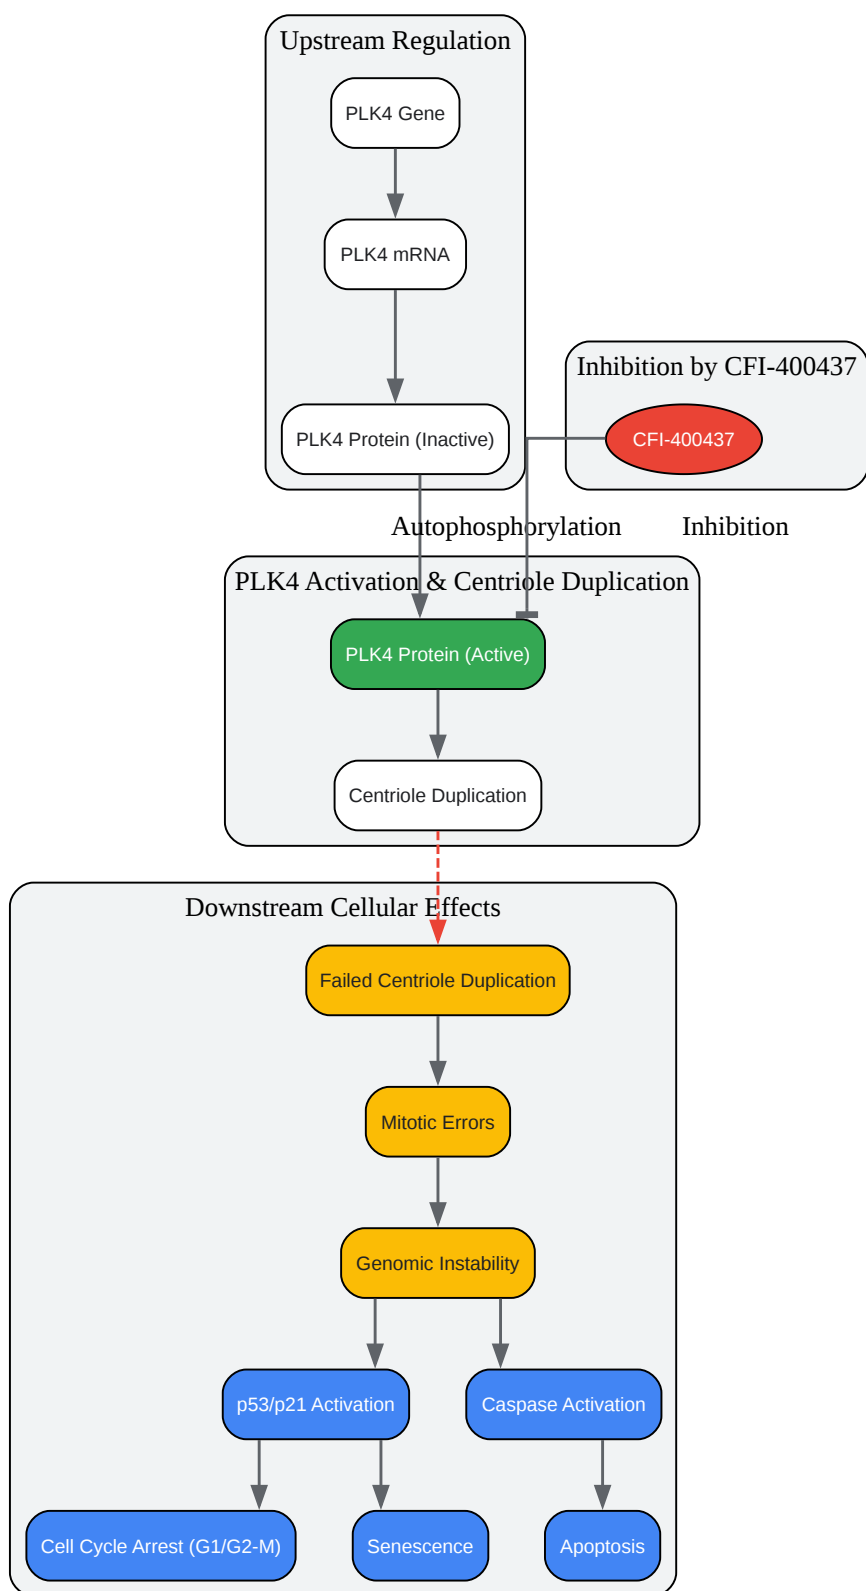 Upstream Regulation
PLK4 Gene
PLK4 mRNA
Inhibition by CFI-400437
PLK4 Protein (Inactive)
CFI-400437
Autophosphorylation
Inhibition
PLK4 Activation & Centriole Duplication
PLK4 Protein (Active)
Centriole Duplication
Downstream Cellular Effects
Failed Centriole Duplication
Mitotic Errors
Genomic Instability
p53/p21 Activation
Caspase Activation
Cell Cycle Arrest (G1/G2-M)
Senescence
Apoptosis